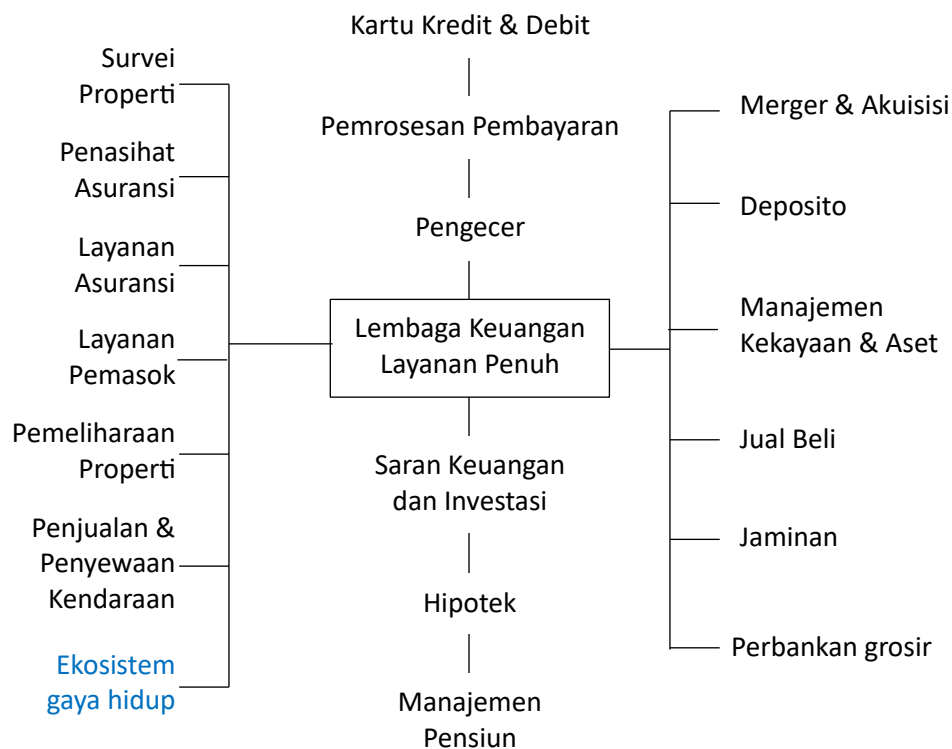 Kartu Kredit & Debit
Pemrosesan Pembayaran
Pengecer
Survei
Properti
Penasihat
Asuransi
Layanan
Asuransi
Layanan
Pemasok
Pemeliharaan
Properti
Penjualan &
Penyewaan
Kendaraan
Ekosistem
gaya hidup
Lembaga Keuangan
Layanan Penuh
Saran Keuangan
dan Investasi
Hipotek
Manajemen
Pensiun
Merger & Akuisisi
Deposito
Manajemen
Kekayaan & Aset
Jual Beli
Jaminan
Perbankan grosir